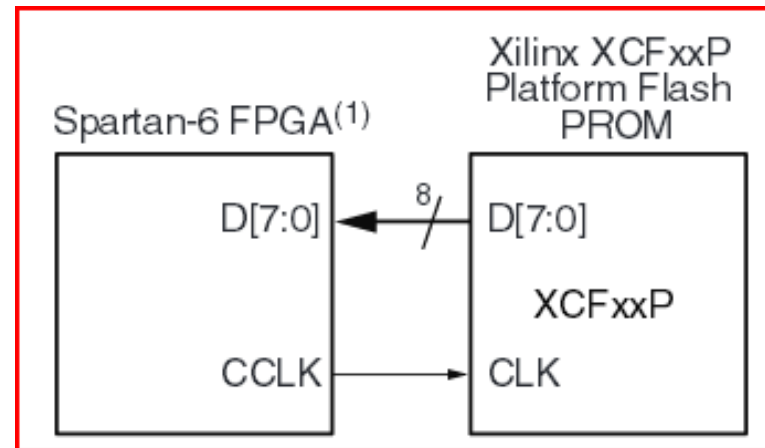 Xilinx XCFxxP
Platform Flash
PROM
Spartan-6 FPGA(1)
D[7:0]
8
D[7:0]
XCFxxP
CCLK
CLK